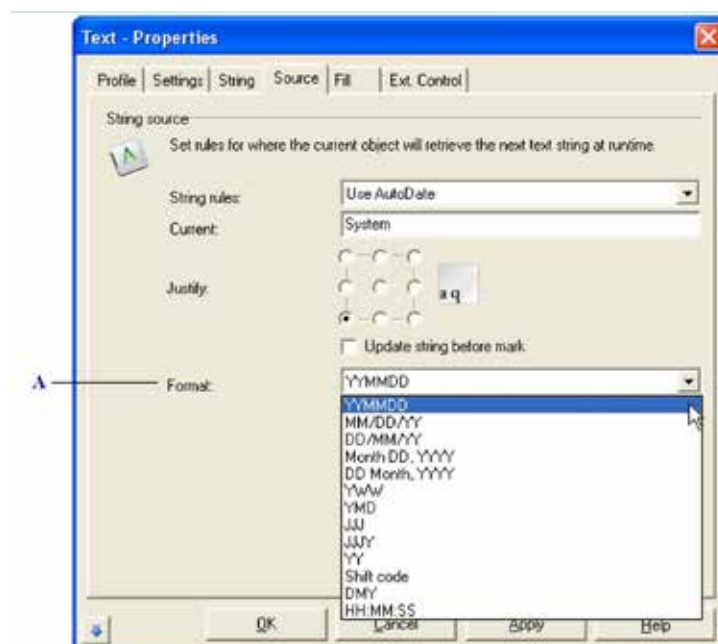 Text - Properties
Profile Settings String Source Fill Ext. Control
String source
Set rules for where the current object will retrieve the next text string at runtime.
String rules: Use AutoDate
Current: System
Justify: a q
Update string before mark
A Format: YYMMDD
YYMMDD
MM/DD/YY
DD/MM/YY
Month DD, YYYY
DD Month, YYYY
YWW
YMD
JJJ
JJJY
YY
Shift code
DMY
HH:MM:SS
OK Cancel Apply Help